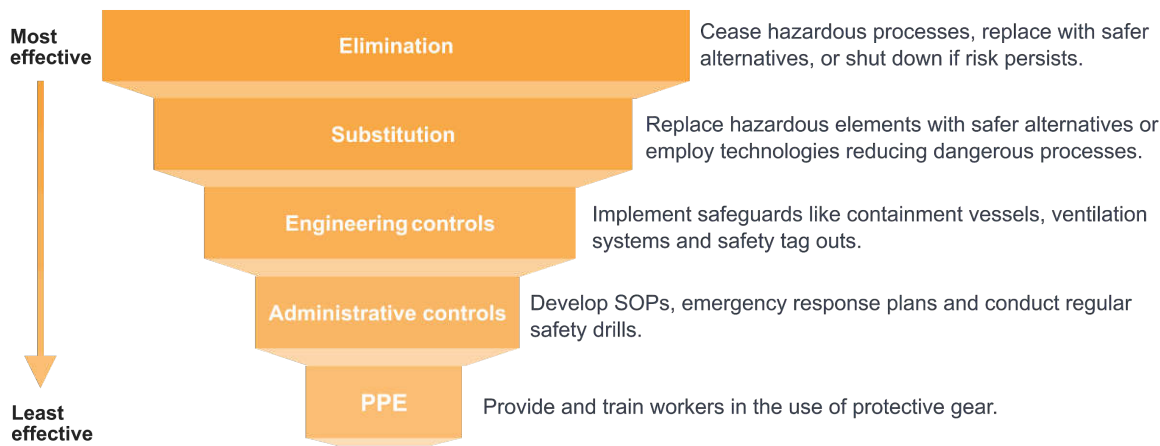 Most
effective
Elimination
Cease hazardous processes, replace with safer
alternatives, or shut down if risk persists.
Substitution
Replace hazardous elements with safer alternatives or
employ technologies reducing dangerous processes.
Engineering controls
Implement safeguards like containment vessels, ventilation
systems and safety tag outs.
Administrative controls
Develop SOPs, emergency response plans and conduct regular
safety drills.
PPE
Provide and train workers in the use of protective gear.
Least
effective